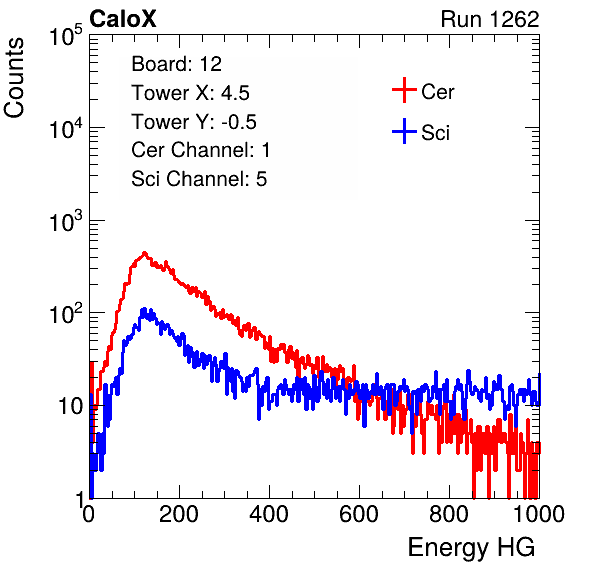 CaloX Run 1262
Counts
10^5
10^4
10^3
10^2
10
1
Board: 12
Tower X: 4.5
Tower Y: -0.5
Cer Channel: 1
Sci Channel: 5
Cer
Sci
0 200 400 600 800 1000
Energy HG